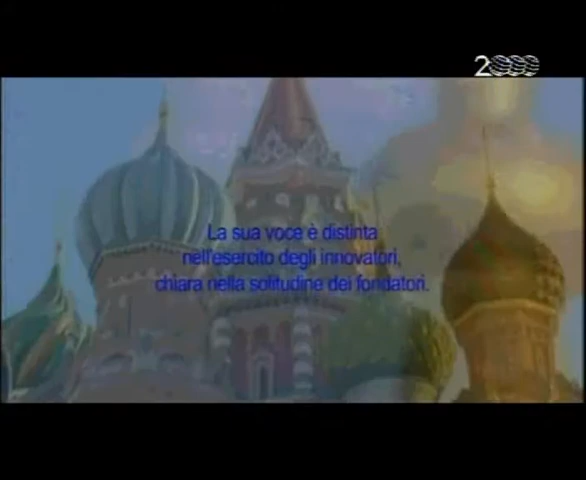 2000
La sua voce è distinta
nell'esercito degli innovatori,
chiara nella solitudine dei fondatori.